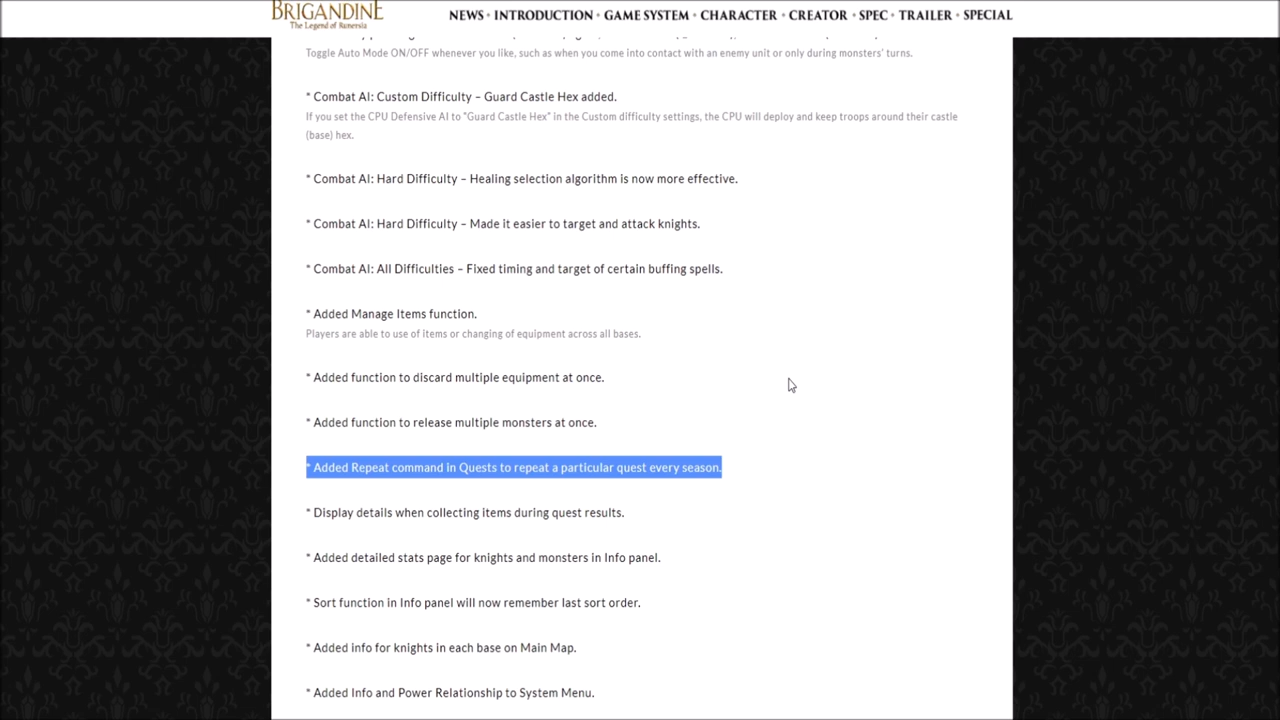 BRIGANDINE
The Legend of Runersia
NEWS • INTRODUCTION • GAME SYSTEM • CHARACTER • CREATOR • SPEC • TRAILER • SPECIAL
Toggle Auto Mode ON/OFF whenever you like, such as when you come into contact with an enemy unit or only during monsters' turns.
* Combat AI: Custom Difficulty – Guard Castle Hex added.
If you set the CPU Defensive AI to "Guard Castle Hex" in the Custom difficulty settings, the CPU will deploy and keep troops around their castle
(base) hex.
* Combat AI: Hard Difficulty – Healing selection algorithm is now more effective.
* Combat AI: Hard Difficulty – Made it easier to target and attack knights.
* Combat AI: All Difficulties – Fixed timing and target of certain buffing spells.
* Added Manage Items function.
Players are able to use of items or changing of equipment across all bases.
* Added function to discard multiple equipment at once.
* Added function to release multiple monsters at once.
* Added Repeat command in Quests to repeat a particular quest every season.
* Display details when collecting items during quest results.
* Added detailed stats page for knights and monsters in Info panel.
* Sort function in Info panel will now remember last sort order.
* Added info for knights in each base on Main Map.
* Added Info and Power Relationship to System Menu.